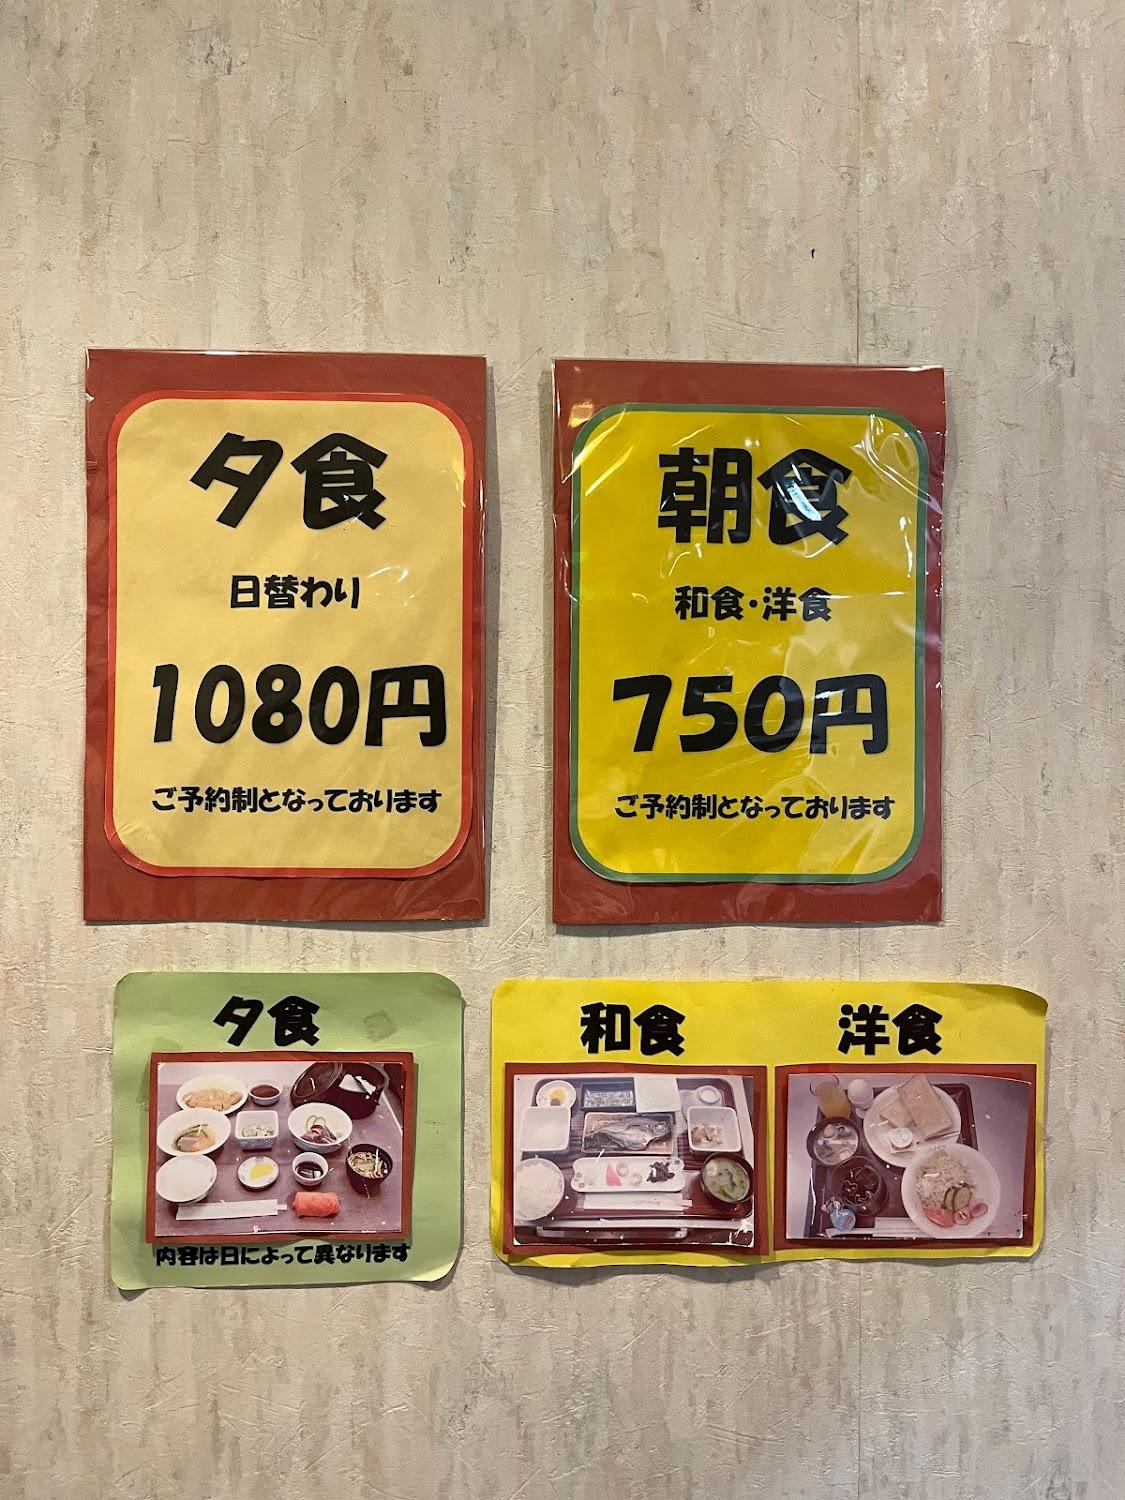 夕食
日替わり
1080円
ご予約制となっております
朝食
和食・洋食
750円
ご予約制となっております
夕食
内容は日によって異なります
和食
洋食